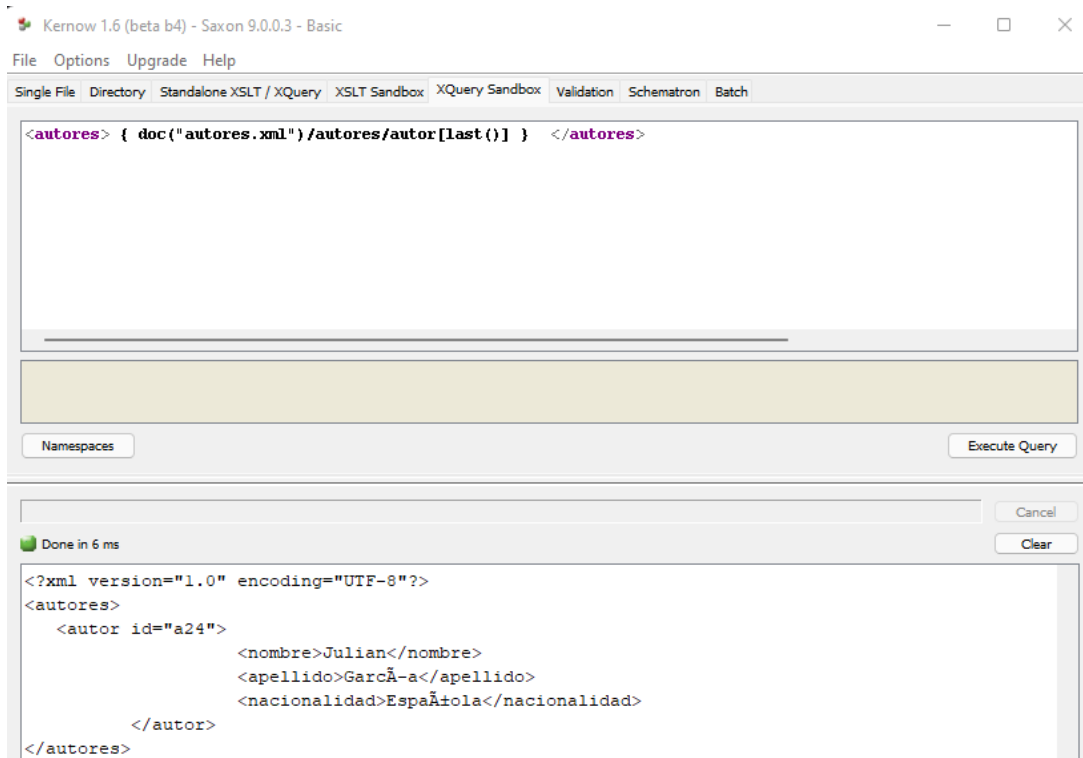 Kernow 1.6 (beta b4) - Saxon 9.0.0.3 - Basic
File Options Upgrade Help
Single File Directory Standalone XSLT / XQuery XSLT Sandbox XQuery Sandbox Validation Schematron Batch
<autores> { doc("autores.xml")/autores/autor[last()] }  </autores>
Namespaces Execute Query
Cancel
Done in 6 ms Clear
<?xml version="1.0" encoding="UTF-8"?>
<autores>
   <autor id="a24">
                    <nombre>Julian</nombre>
                    <apellido>GarcÃ-a</apellido>
                    <nacionalidad>EspaÃ±ola</nacionalidad>
          </autor>
</autores>